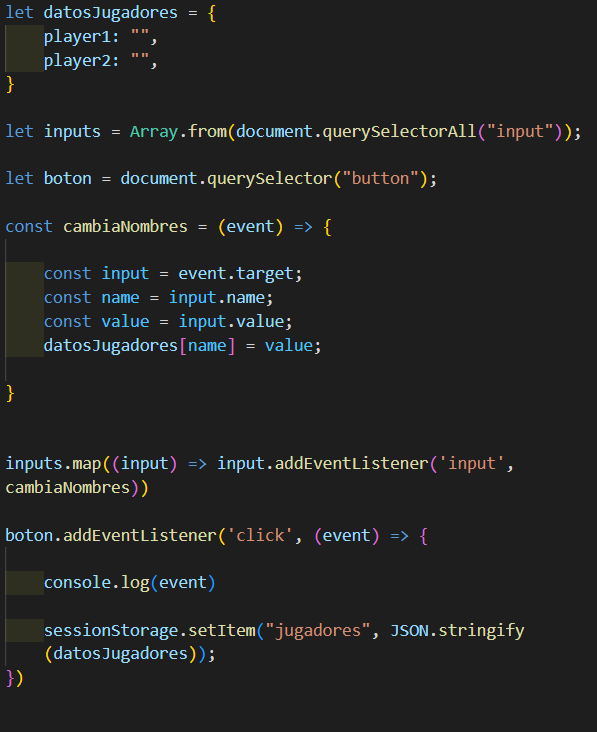 let datosJugadores = {
    player1: "",
    player2: "",
}
let inputs = Array.from(document.querySelectorAll("input"));
let boton = document.querySelector("button");
const cambiaNombres = (event) => {
    const input = event.target;
    const name = input.name;
    const value = input.value;
    datosJugadores[name] = value;
}
inputs.map((input) => input.addEventListener('input',
cambiaNombres))
boton.addEventListener('click', (event) => {
    console.log(event)
    sessionStorage.setItem("jugadores", JSON.stringify
    (datosJugadores));
})